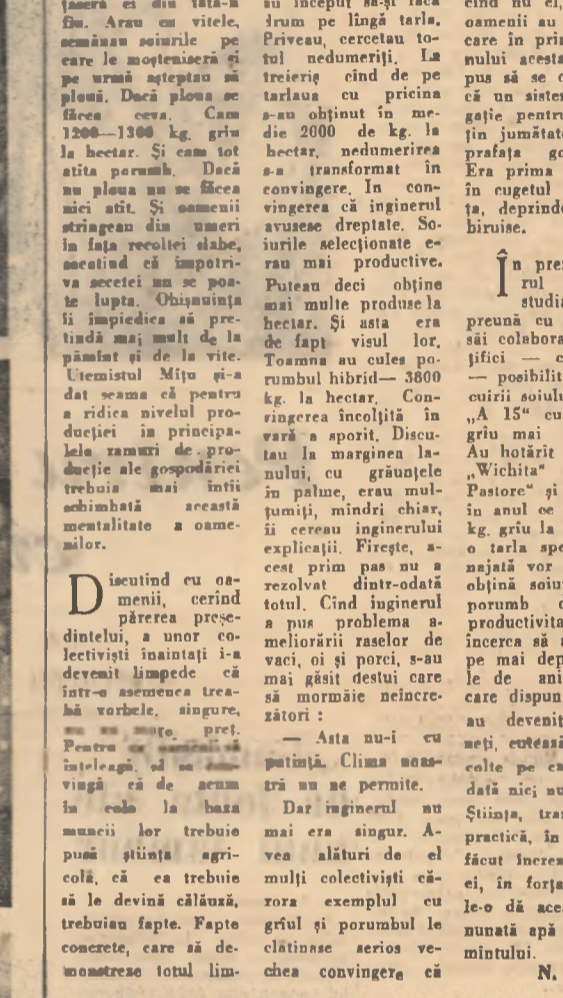 făceră ei din tată-n
fiu. Arau cu vitele,
semănau soiurile pe
care le moșteniseră și
pe urmă așteptau să
plouă. Dacă ploua se
făcea ceva. Cam
1200—1300 kg. grîu
la hectar. Și cam tot
atita porumb. Dacă
nu ploua nu se făcea
nici atit. Și oamenii
stringeau din umeri
în fața recoltei slabe,
socotind că împotri-
va secetei nu se poa-
te lupta. Obișnuința
îi împiedica să pre-
tindă mai mult de la
pămînt și de la vite.
Utemistul Mițu și-a
dat seama că pentru
a ridica nivelul pro-
ducției în principa-
lele ramuri de pro-
ducție ale gospodăriei
trebuia mai întîi
schimbată această
mentalitate a oame-
nilor.
Discutînd cu oa-
menii, cerînd
părerea preșe-
dintelui, a unor co-
lectiviști înaintați i-a
devenit limpede că
într-o asemenea trea-
bă vorbele, singure,
nu au mare preț.
Pentru ca oamenii să
înțeleagă, să se con-
vingă că de acum
în colo la baza
muncii lor trebuie
pusă știința agri-
colă, că ea trebuie
să le devină călăuză,
trebuiau fapte. Fapte
concrete, care să de-
monstreze totul lim-
au început să-și facă
drum pe lîngă tarla.
Priveau, cercetau to-
tul nedumeriți. La
treieriș cînd de pe
tarlaua cu pricina
s-au obținut în me-
die 2000 de kg. la
hectar, nedumerirea
s-a transformat în
convingere. In con-
vingerea că inginerul
avusese dreptate. So-
iurile selecționate e-
rau mai productive.
Puteau deci obține
mai multe produse la
hectar. Și asta era
de fapt visul lor.
Toamna au cules po-
rumbul hibrid— 3800
kg. la hectar. Con-
vingerea încolțită în
vară a sporit. Discu-
tau la marginea la-
nului, cu grăunțele
în palme, erau mul-
țumiți, mîndri chiar,
îi cereau inginerului
explicații. Firește, a-
cest prim pas nu a
rezolvat dintr-odată
totul. Cînd inginerul
a pus problema a-
meliorării raselor de
vaci, oi și porci, s-au
mai găsit destui care
să mormăie neîncre-
zători :
— Asta nu-i cu
putință. Clima noas-
tră nu ne permite.
Dar inginerul nu
mai era singur. A-
vea alături de el
mulți colectiviști că-
rora exemplul cu
grîul și porumbul le
clătinase serios ve-
chea convingere că
cînd nu el,
oamenii au
care în prin
nului acesta
pus să se c
că un sistem
gație pentru
țin jumătat
prafața go
Era prima
în cugetul
ța, deprinde
biruise.
În pre
rul
studia
preună cu
săi colabora
țifici — c
— posibilit
cuirii soiulu
„A 15“ cu
grîu mai
Au hotărît
„Wichita“
Pastore“ și
în anul ce
kg. grîu la
o tarla spe
najată vor
obțină soiu
porumb c
productivita
încerca să a
pe mai dep
le de ani
care dispun
au devenit
neți, cutează
colte pe ca
dată nici nu
Știința, tran
practică, în
făcut încrez
ei, în forța
le-o dă ace
nunată apă
mintului.
N.